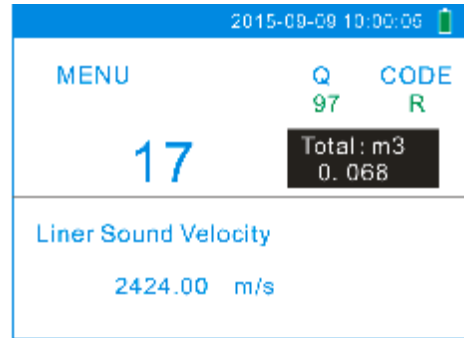 2015-09-09 10:00:06
MENU Q CODE
97 R
17 Total: m3
0. 068
Liner Sound Velocity
2424.00 m/s